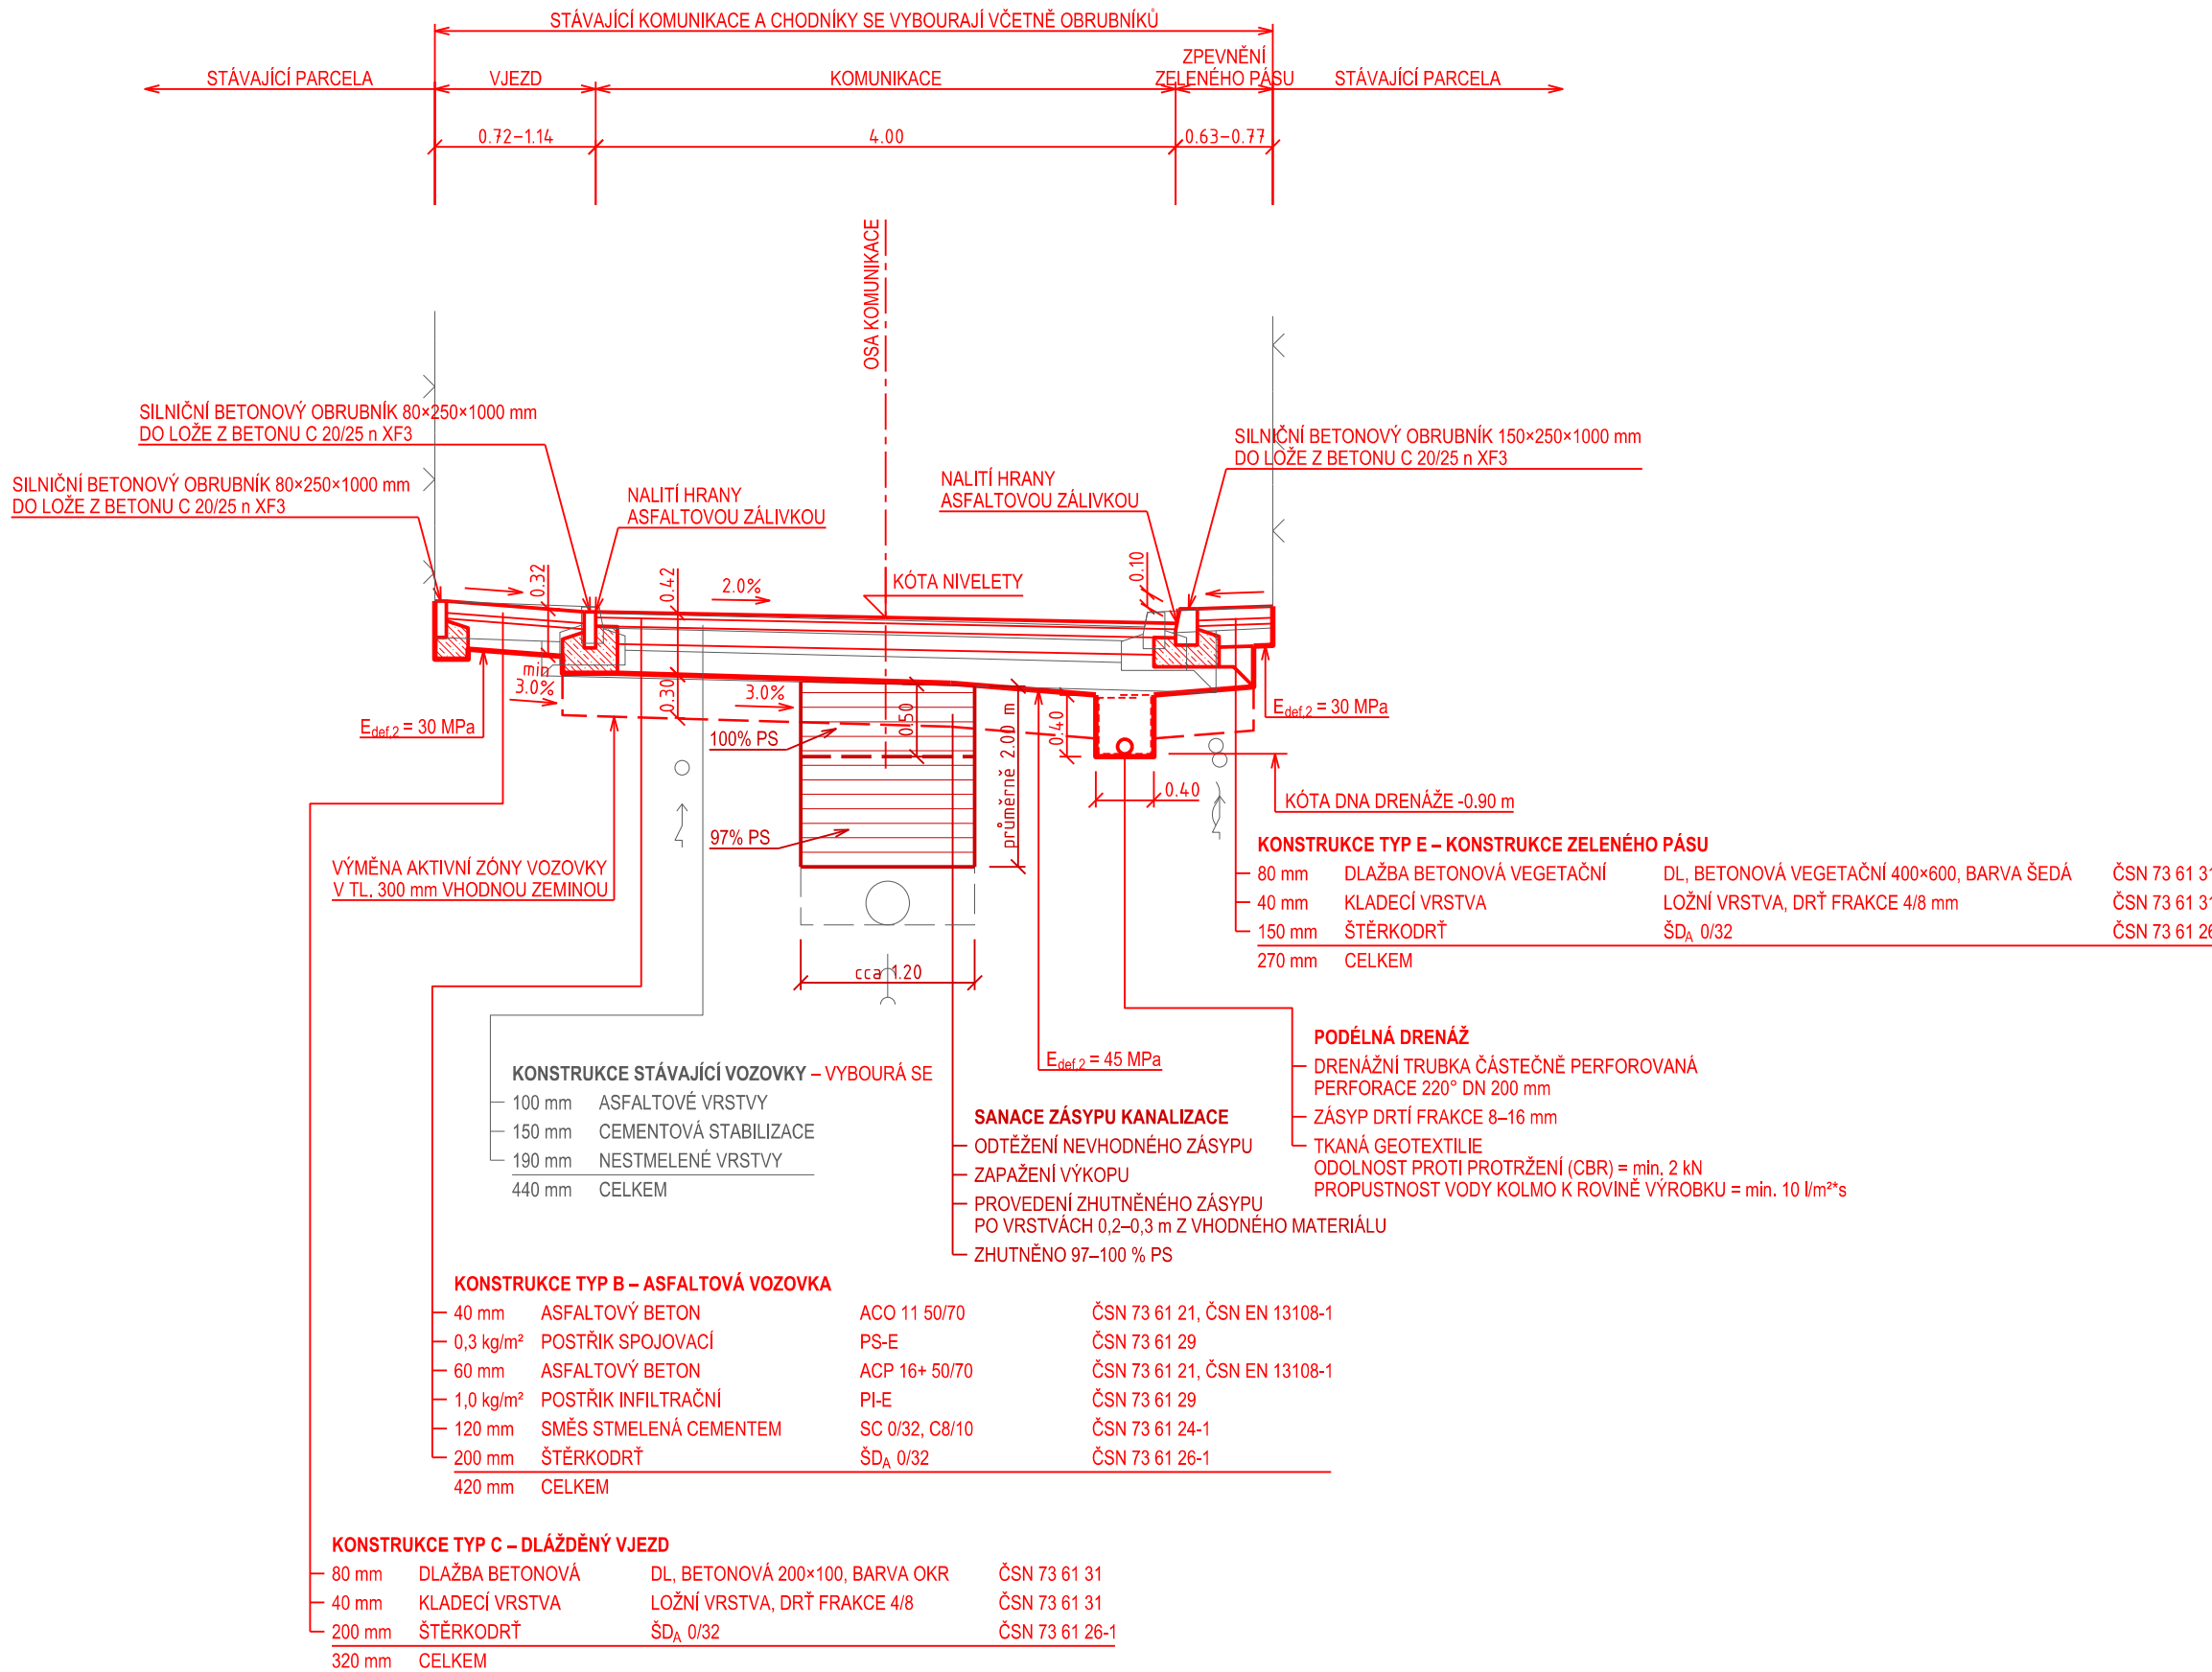 STÁVAJÍCÍ KOMUNIKACE A CHODNÍKY SE VYBOURAJÍ VČETNĚ OBRUBNÍKŮ
STÁVAJÍCÍ PARCELA
VJEZD
KOMUNIKACE
ZPEVNĚNÍ
ZELENÉHO PÁSU
STÁVAJÍCÍ PARCELA
0.72-1.14
4.00
0.63-0.77
OSA KOMUNIKACE
SILNIČNÍ BETONOVÝ OBRUBNÍK 80×250×1000 mm
DO LOŽE Z BETONU C 20/25 n XF3
SILNIČNÍ BETONOVÝ OBRUBNÍK 80×250×1000 mm
DO LOŽE Z BETONU C 20/25 n XF3
NALITÍ HRANY
ASFALTOVOU ZÁLIVKOU
NALITÍ HRANY
ASFALTOVOU ZÁLIVKOU
SILNIČNÍ BETONOVÝ OBRUBNÍK 150×250×1000 mm
DO LOŽE Z BETONU C 20/25 n XF3
0.32
0.42
2.0%
KÓTA NIVELETY
0.10
min
3.0%
0.30
3.0%
0.50
průměrně 2.00 m
0.40
0.40
Edef,2 = 30 MPa
Edef,2 = 30 MPa
100% PS
97% PS
KÓTA DNA DRENÁŽE -0.90 m
VÝMĚNA AKTIVNÍ ZÓNY VOZOVKY
V TL. 300 mm VHODNOU ZEMINOU
cca 1.20
KONSTRUKCE TYP E – KONSTRUKCE ZELENÉHO PÁSU
80 mm DLAŽBA BETONOVÁ VEGETAČNÍ DL, BETONOVÁ VEGETAČNÍ 400×600, BARVA ŠEDÁ ČSN 73 61 31
40 mm KLADECÍ VRSTVA LOŽNÍ VRSTVA, DRŤ FRAKCE 4/8 mm ČSN 73 61 31
150 mm ŠTĚRKODRŤ ŠDA 0/32 ČSN 73 61 26
270 mm CELKEM
Edef,2 = 45 MPa
PODÉLNÁ DRENÁŽ
DRENÁŽNÍ TRUBKA ČÁSTEČNĚ PERFOROVANÁ
PERFORACE 220° DN 200 mm
ZÁSYP DRTÍ FRAKCE 8–16 mm
TKANÁ GEOTEXTILIE
ODOLNOST PROTI PROTRŽENÍ (CBR) = min. 2 kN
PROPUSTNOST VODY KOLMO K ROVINĚ VÝROBKU = min. 10 l/m²*s
KONSTRUKCE STÁVAJÍCÍ VOZOVKY – VYBOURÁ SE
100 mm ASFALTOVÉ VRSTVY
150 mm CEMENTOVÁ STABILIZACE
190 mm NESTMELENÉ VRSTVY
440 mm CELKEM
SANACE ZÁSYPU KANALIZACE
ODTĚŽENÍ NEVHODNÉHO ZÁSYPU
ZAPAŽENÍ VÝKOPU
PROVEDENÍ ZHUTNĚNÉHO ZÁSYPU
PO VRSTVÁCH 0,2–0,3 m Z VHODNÉHO MATERIÁLU
ZHUTNĚNO 97–100 % PS
KONSTRUKCE TYP B – ASFALTOVÁ VOZOVKA
40 mm ASFALTOVÝ BETON ACO 11 50/70 ČSN 73 61 21, ČSN EN 13108-1
0,3 kg/m² POSTŘIK SPOJOVACÍ PS-E ČSN 73 61 29
60 mm ASFALTOVÝ BETON ACP 16+ 50/70 ČSN 73 61 21, ČSN EN 13108-1
1,0 kg/m² POSTŘIK INFILTRAČNÍ PI-E ČSN 73 61 29
120 mm SMĚS STMELENÁ CEMENTEM SC 0/32, C8/10 ČSN 73 61 24-1
200 mm ŠTĚRKODRŤ ŠDA 0/32 ČSN 73 61 26-1
420 mm CELKEM
KONSTRUKCE TYP C – DLÁŽDĚNÝ VJEZD
80 mm DLAŽBA BETONOVÁ DL, BETONOVÁ 200×100, BARVA OKR ČSN 73 61 31
40 mm KLADECÍ VRSTVA LOŽNÍ VRSTVA, DRŤ FRAKCE 4/8 ČSN 73 61 31
200 mm ŠTĚRKODRŤ ŠDA 0/32 ČSN 73 61 26-1
320 mm CELKEM